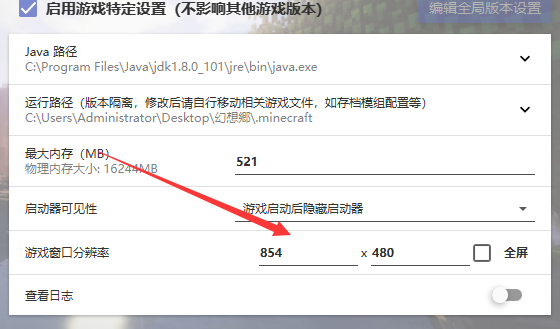 启用游戏特定设置（不影响其他游戏版本） 编辑全局版本设置
Java 路径
C:\Program Files\Java\jdk1.8.0_101\jre\bin\java.exe
运行路径（版本隔离，修改后请自行移动相关游戏文件，如存档模组配置等）
C:\Users\Administrator\Desktop\幻想鄉\.minecraft
最大内存（MB） 521
物理内存大小: 16244MB
启动器可见性 游戏启动后隐藏启动器
游戏窗口分辨率 854 x 480 全屏
查看日志